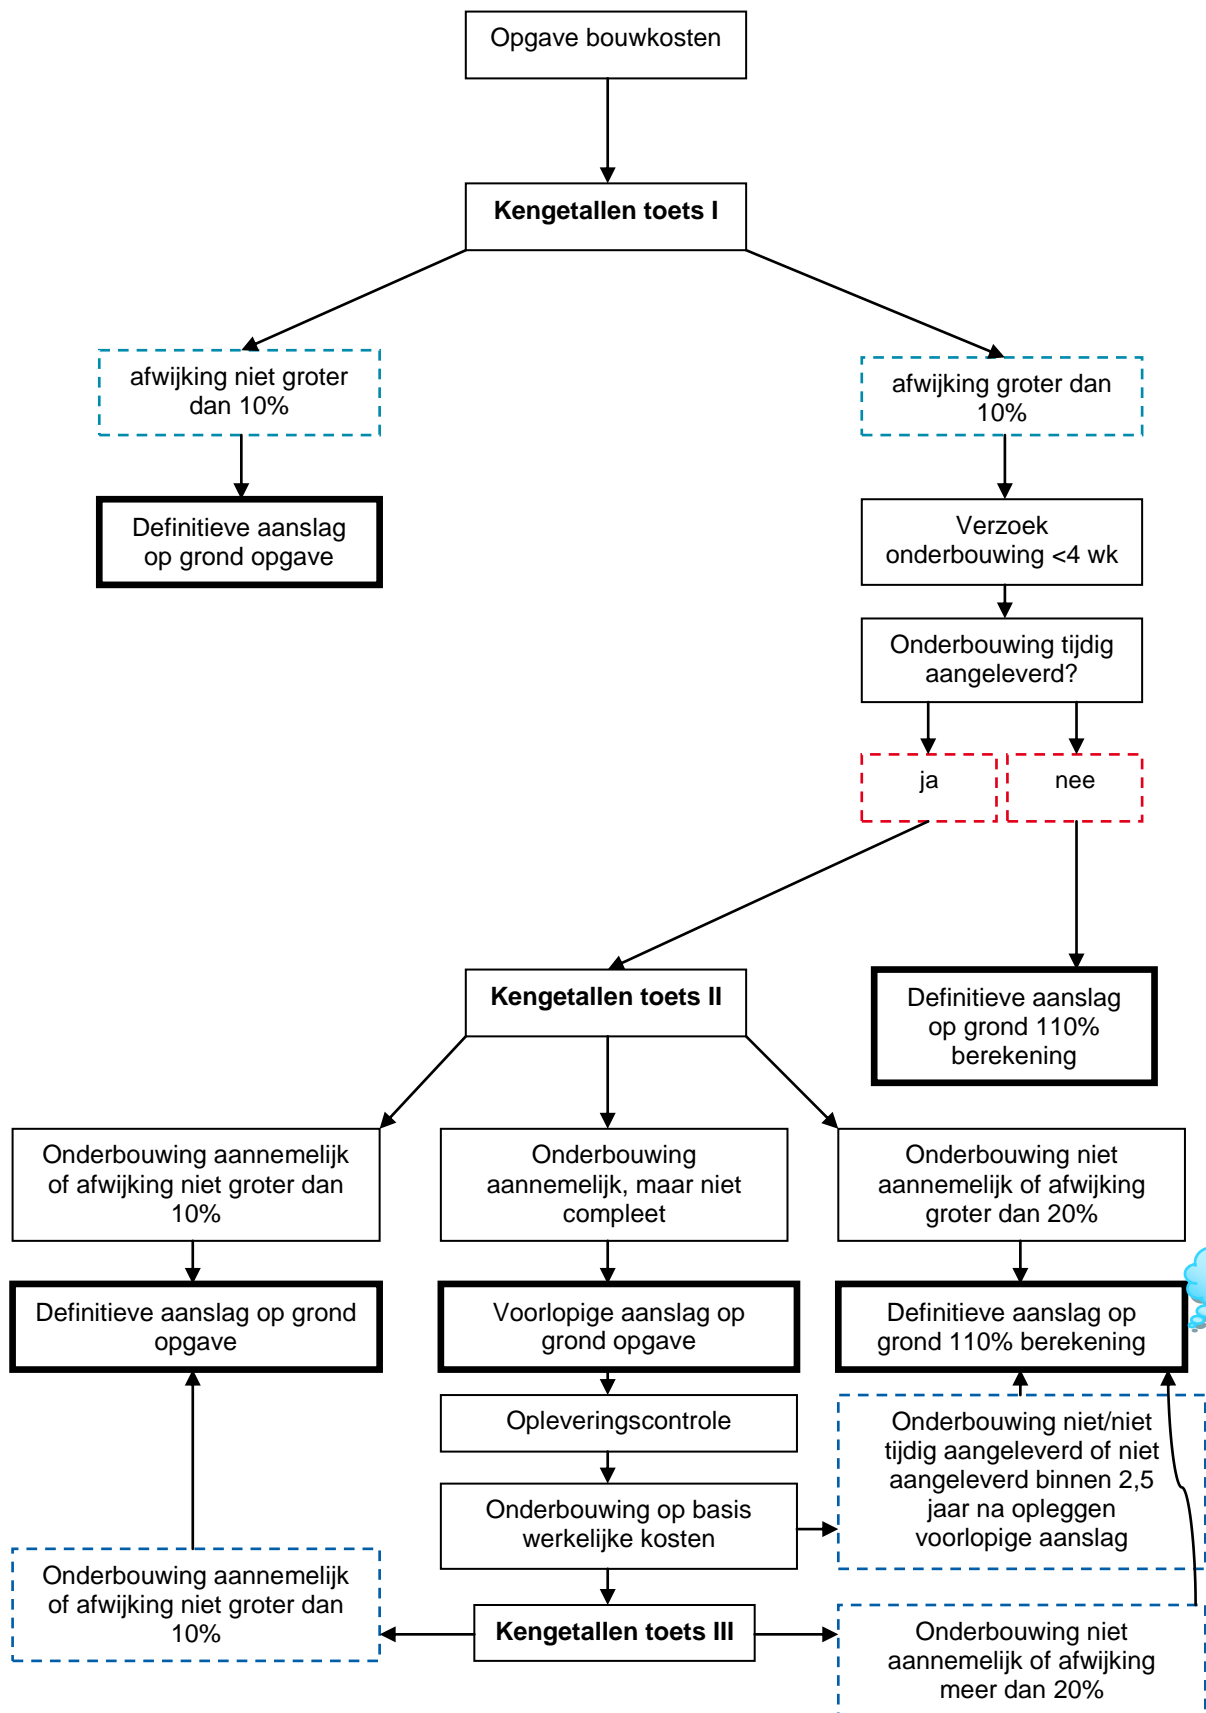 Opgave bouwkosten
Kengetallen toets I
afwijking niet groter
dan 10%
afwijking groter dan
10%
Definitieve aanslag
op grond opgave
Verzoek
onderbouwing <4 wk
Onderbouwing tijdig
aangeleverd?
ja
nee
Kengetallen toets II
Definitieve aanslag
op grond 110%
berekening
Onderbouwing aannemelijk
of afwijking niet groter dan
10%
Onderbouwing
aannemelijk, maar niet
compleet
Onderbouwing niet
aannemelijk of afwijking
groter dan 20%
Definitieve aanslag op grond
opgave
Voorlopige aanslag op
grond opgave
Definitieve aanslag op
grond 110% berekening
Opleveringscontrole
Onderbouwing niet/niet
tijdig aangeleverd of niet
aangeleverd binnen 2,5
jaar na opleggen
voorlopige aanslag
Onderbouwing op basis
werkelijke kosten
Onderbouwing aannemelijk
of afwijking niet groter dan
10%
Kengetallen toets III
Onderbouwing niet
aannemelijk of afwijking
meer dan 20%